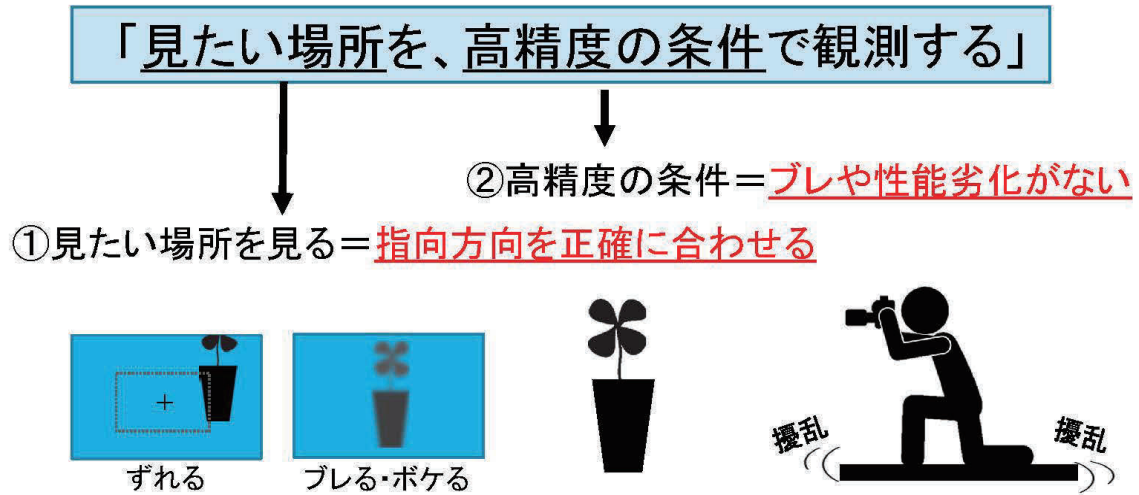 「見たい場所を、高精度の条件で観測する」
②高精度の条件＝ブレや性能劣化がない
①見たい場所を見る＝指向方向を正確に合わせる
擾乱
擾乱
ずれる
ブレる・ボケる